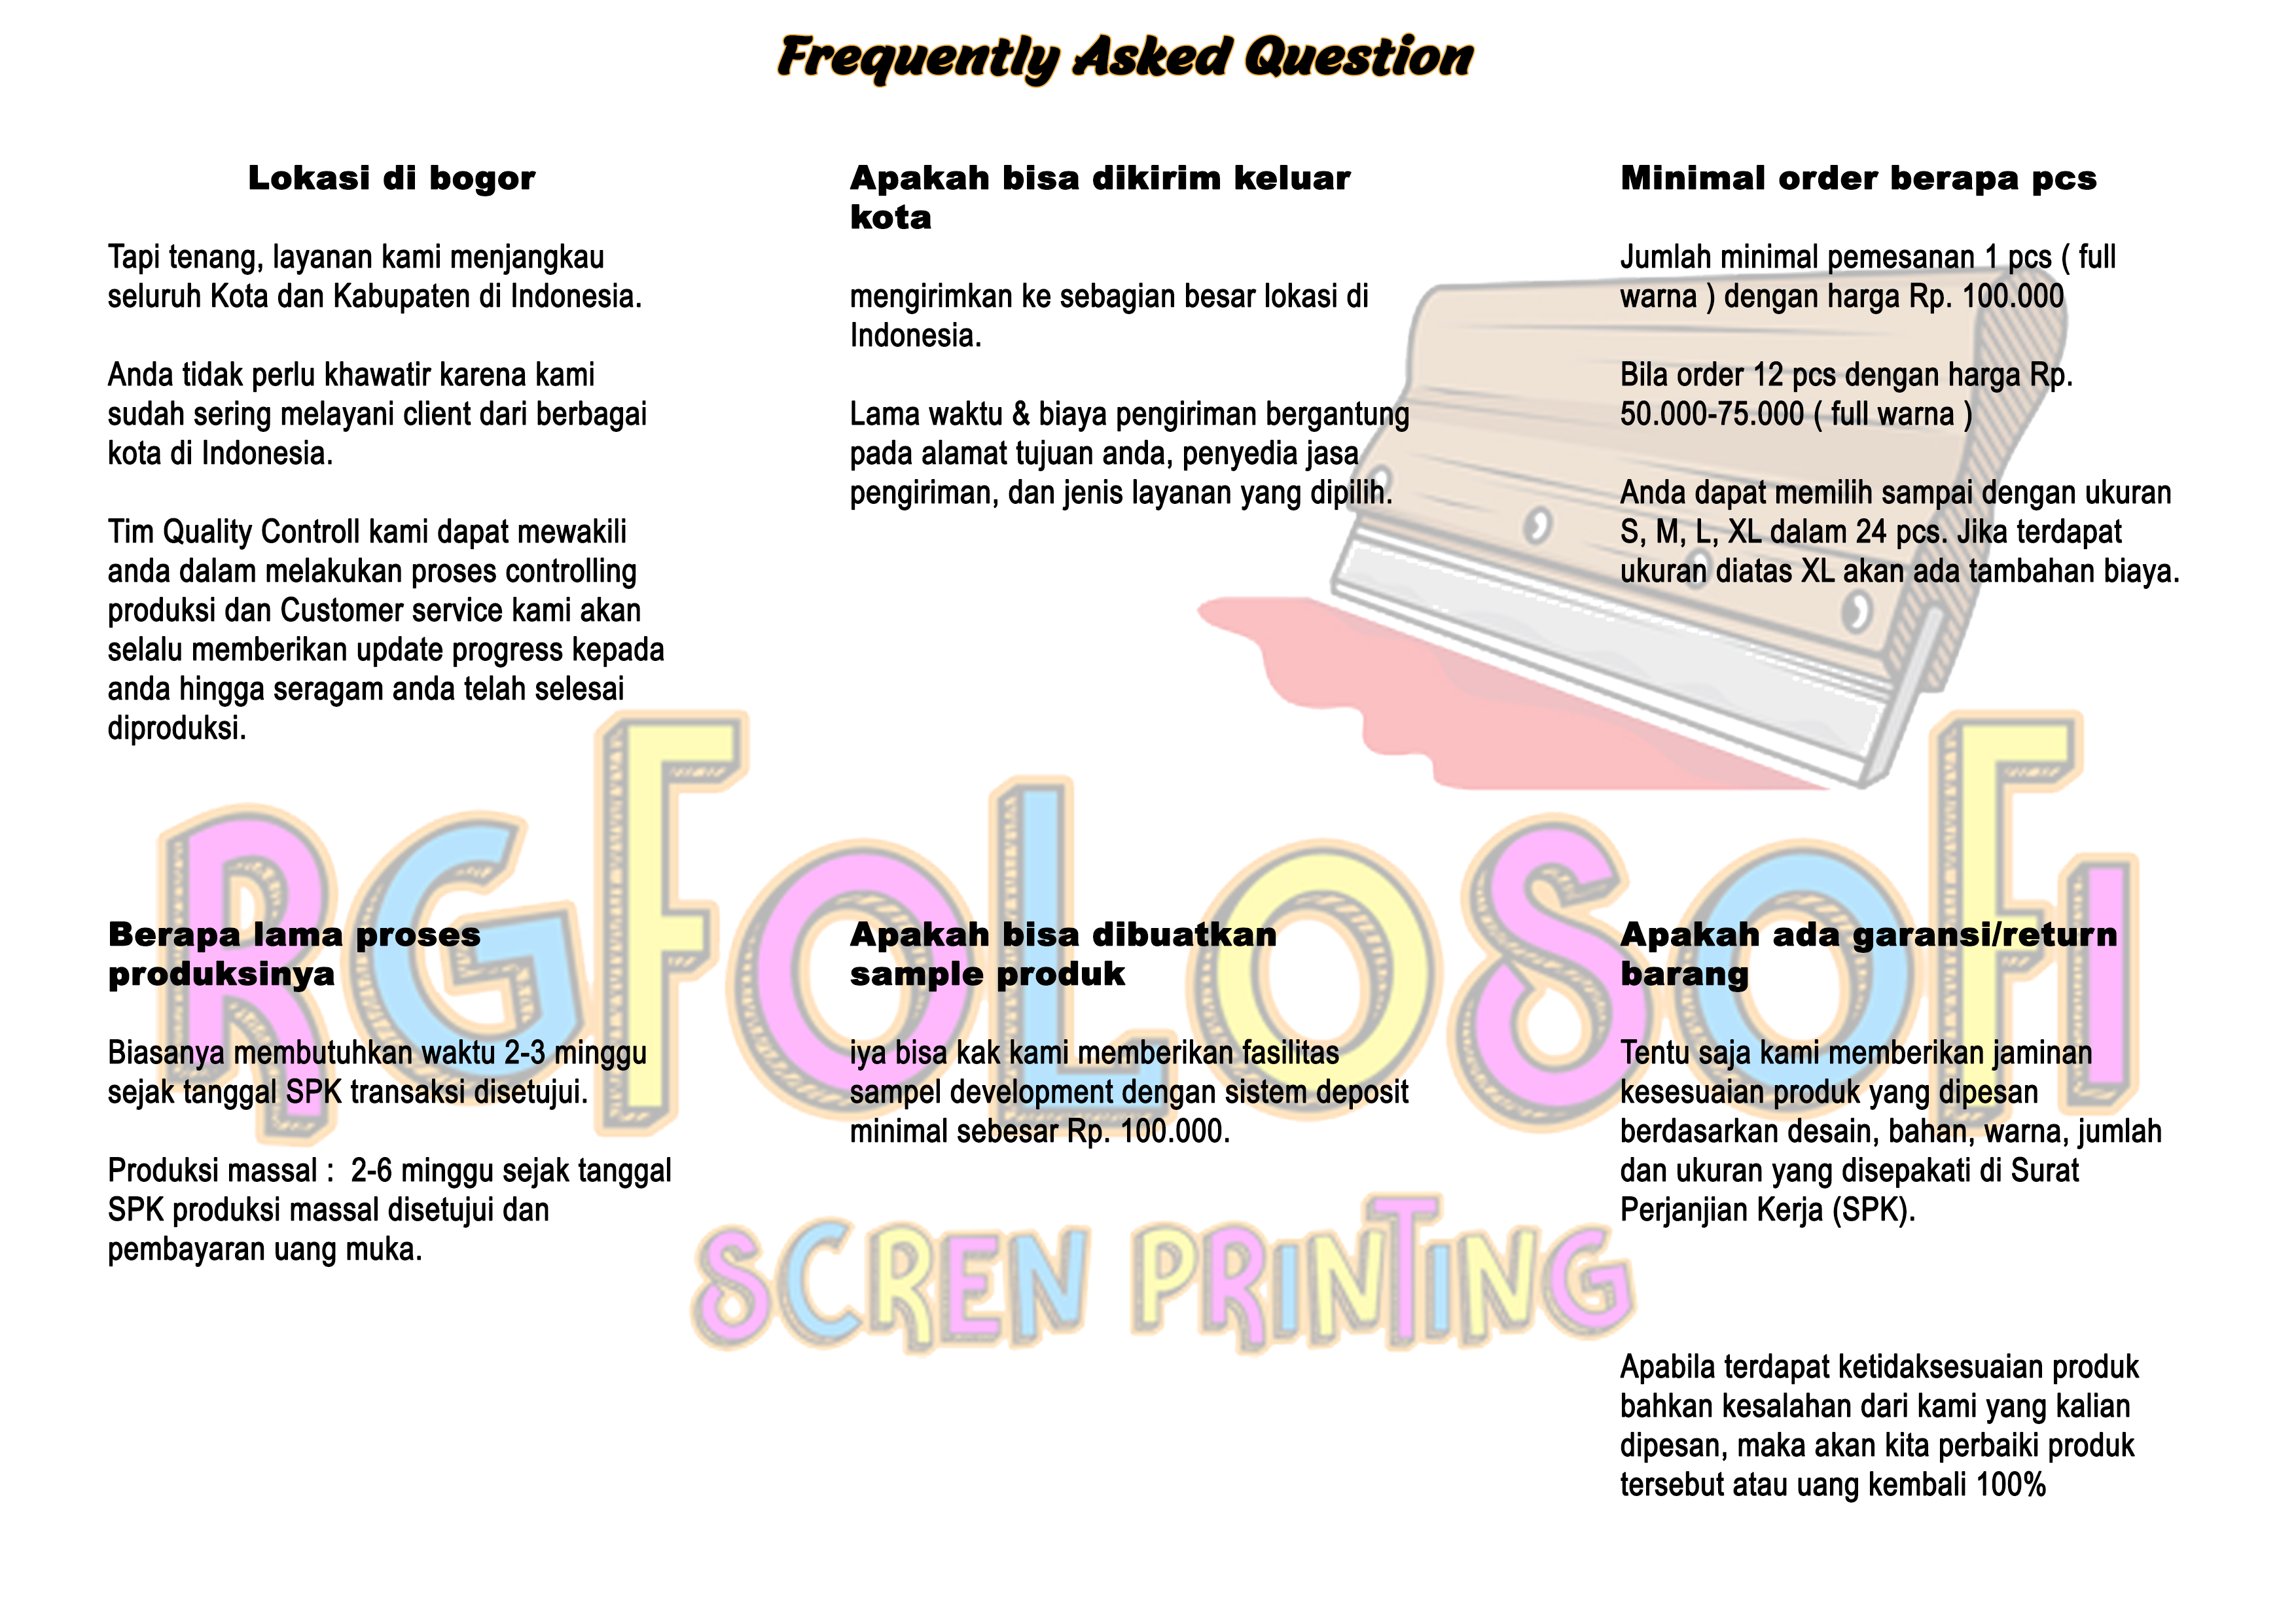 Frequently Asked Question
Lokasi di bogor
Tapi tenang, layanan kami menjangkau
seluruh Kota dan Kabupaten di Indonesia.
Anda tidak perlu khawatir karena kami
sudah sering melayani client dari berbagai
kota di Indonesia.
Tim Quality Controll kami dapat mewakili
anda dalam melakukan proses controlling
produksi dan Customer service kami akan
selalu memberikan update progress kepada
anda hingga seragam anda telah selesai
diproduksi.
Apakah bisa dikirim keluar
kota
mengirimkan ke sebagian besar lokasi di
Indonesia.
Lama waktu & biaya pengiriman bergantung
pada alamat tujuan anda, penyedia jasa
pengiriman, dan jenis layanan yang dipilih.
Minimal order berapa pcs
Jumlah minimal pemesanan 1 pcs ( full
warna ) dengan harga Rp. 100.000
Bila order 12 pcs dengan harga Rp.
50.000-75.000 ( full warna )
Anda dapat memilih sampai dengan ukuran
S, M, L, XL dalam 24 pcs. Jika terdapat
ukuran diatas XL akan ada tambahan biaya.
RGFOLOSOFI
Berapa lama proses
produksinya
Biasanya membutuhkan waktu 2-3 minggu
sejak tanggal SPK transaksi disetujui.
Produksi massal :  2-6 minggu sejak tanggal
SPK produksi massal disetujui dan
pembayaran uang muka.
Apakah bisa dibuatkan
sample produk
iya bisa kak kami memberikan fasilitas
sampel development dengan sistem deposit
minimal sebesar Rp. 100.000.
Apakah ada garansi/return
barang
Tentu saja kami memberikan jaminan
kesesuaian produk yang dipesan
berdasarkan desain, bahan, warna, jumlah
dan ukuran yang disepakati di Surat
Perjanjian Kerja (SPK).
Apabila terdapat ketidaksesuaian produk
bahkan kesalahan dari kami yang kalian
dipesan, maka akan kita perbaiki produk
tersebut atau uang kembali 100%
SCREN PRINTING